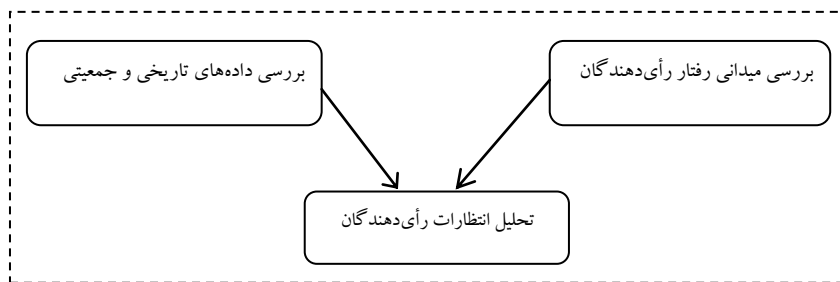 بررسی میدانی رفتار رأی‌دهندگان
بررسی داده‌های تاریخی و جمعیتی
تحلیل انتظارات رأی‌دهندگان